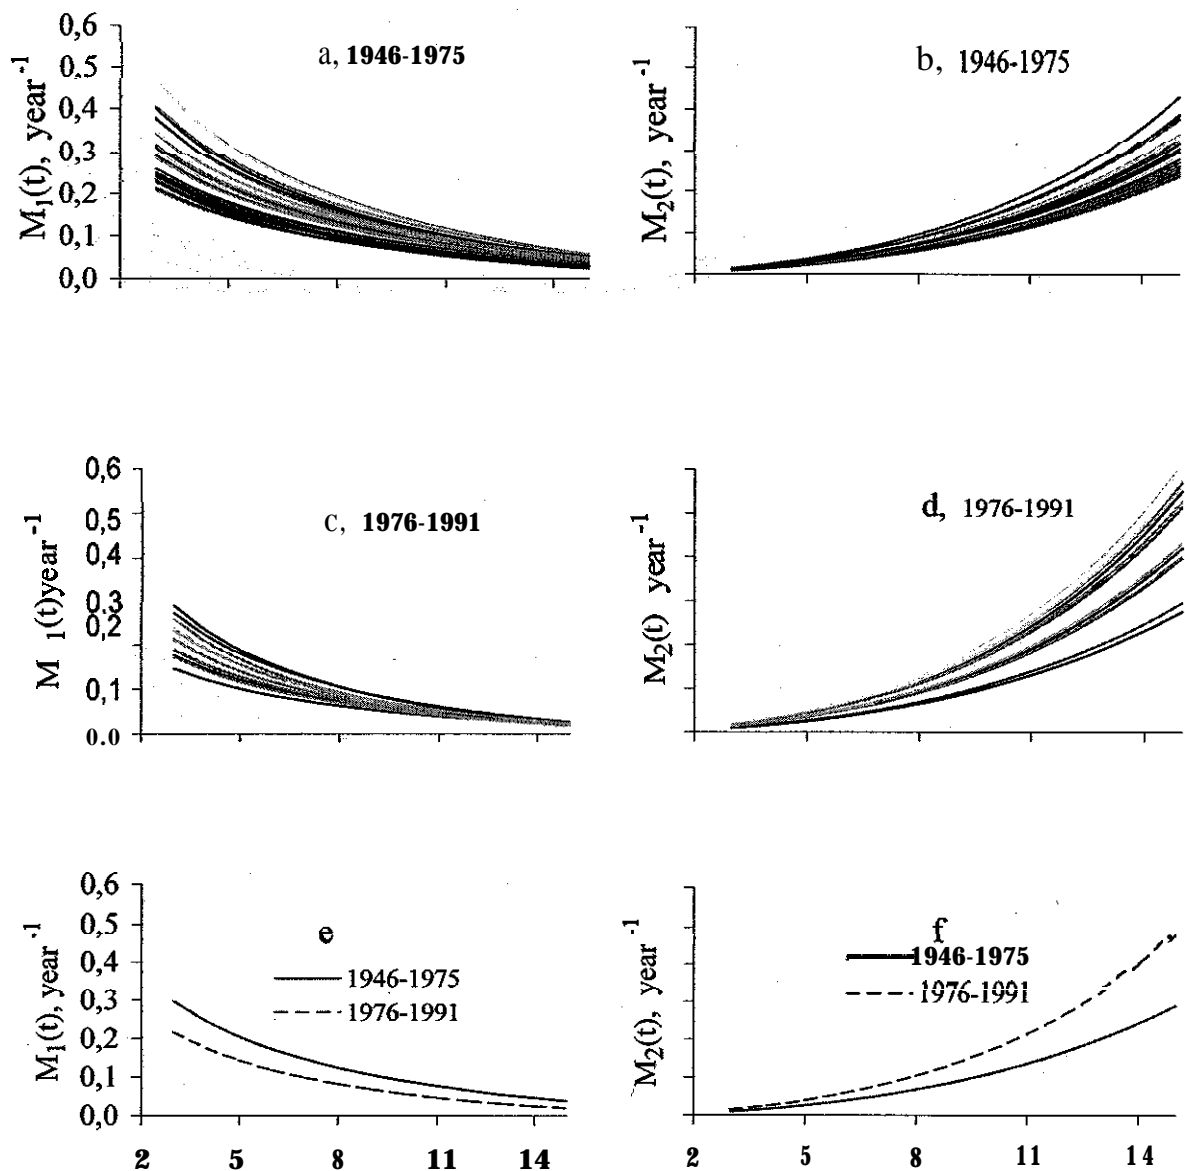 0,6
0,5
0,4
0,3
0,2
0,1
0,0
M1(t), year-1
a, 1946-1975
M2(t), year-1
b, 1946-1975
0,6
0,5
0,4
0,3
0,2
0,1
0.0
M 1(t)year-1
c, 1976-1991
M2(t) year-1
d, 1976-1991
0,6
0,5
0,4
0,3
0,2
0,1
0,0
M1(t), year-1
e
1946-1975
1976-1991
2 5 8 11 14
M2(t), year-1
f
1946-1975
1976-1991
2 5 8 11 14